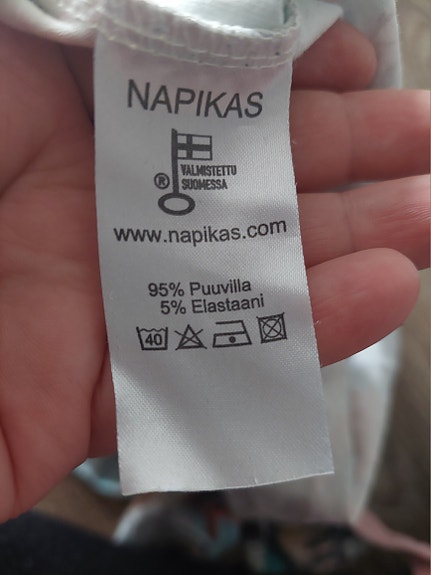 NAPIKAS
VALMISTETTU
® SUOMESSA
www.napikas.com
95% Puuvilla
5% Elastaani
40